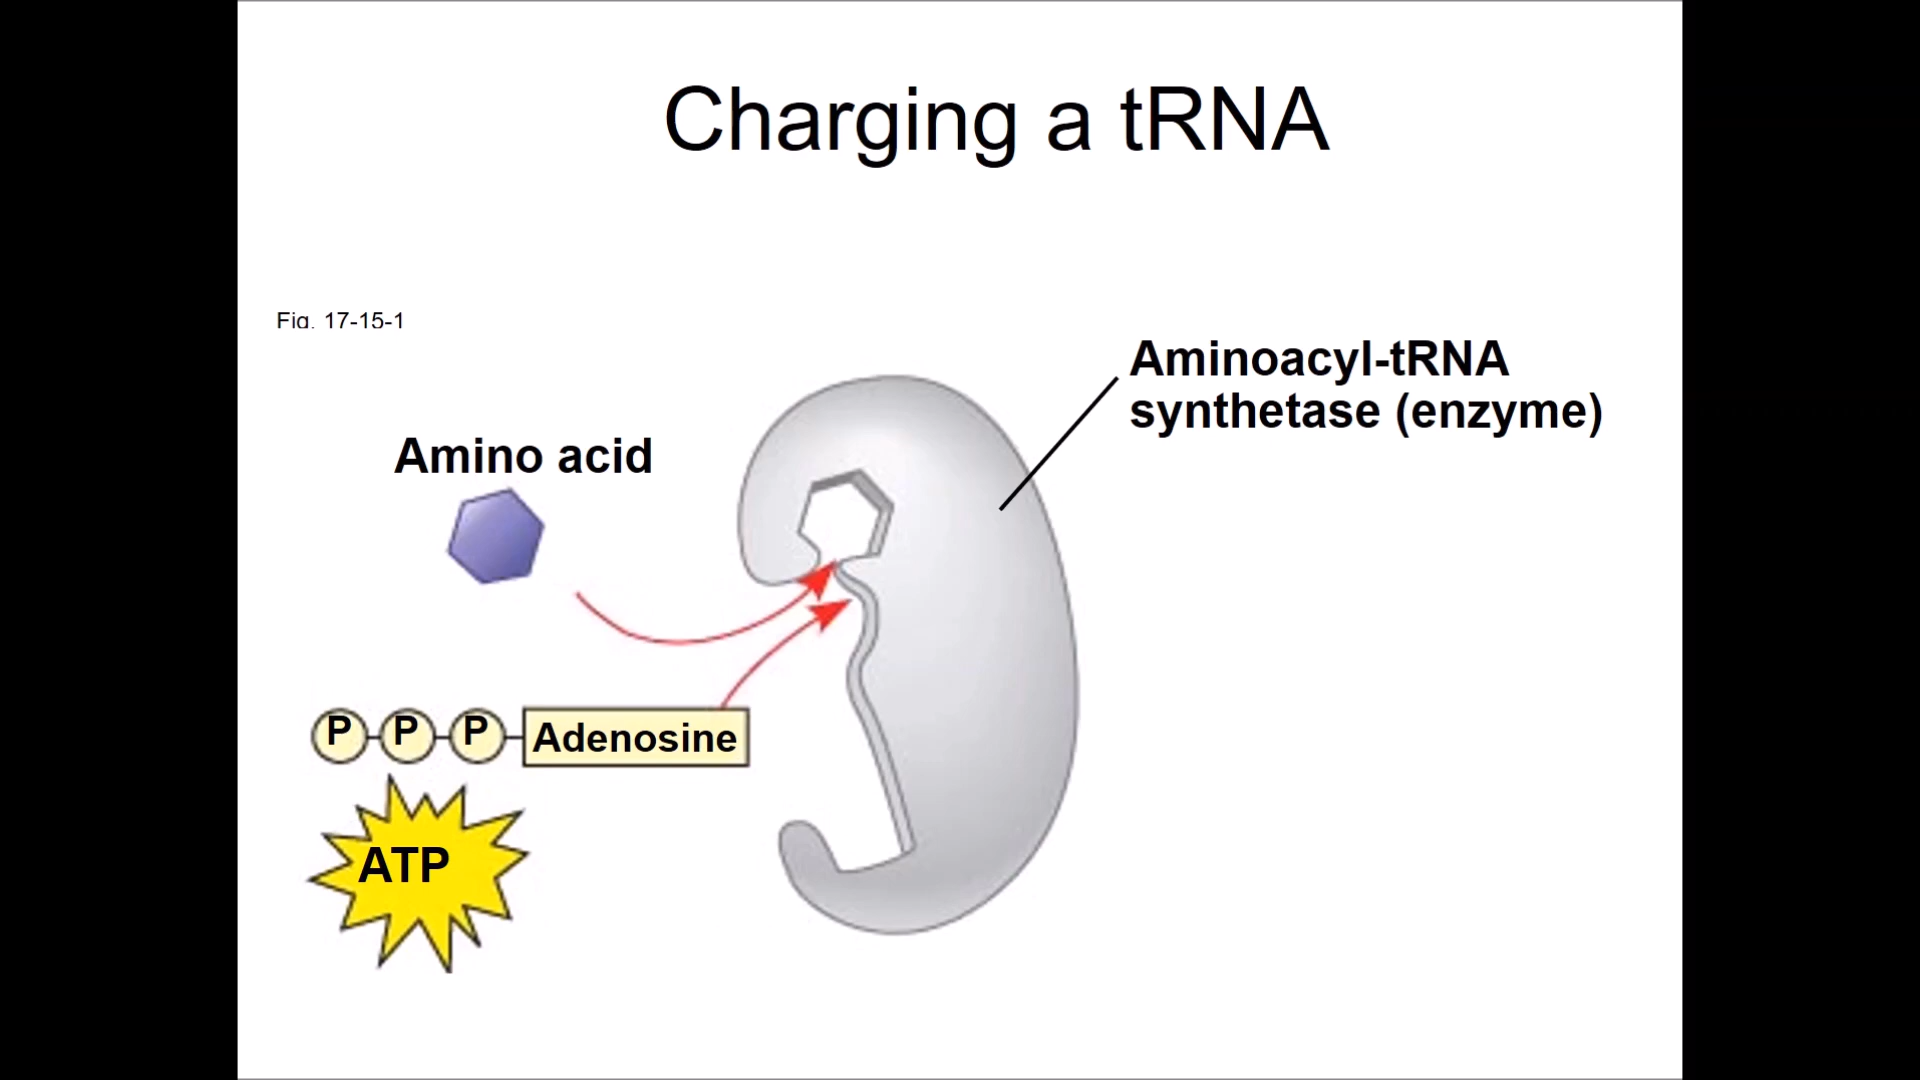 Charging a tRNA
Fig. 17-15-1
Aminoacyl-tRNA
synthetase (enzyme)
Amino acid
P P P Adenosine
ATP